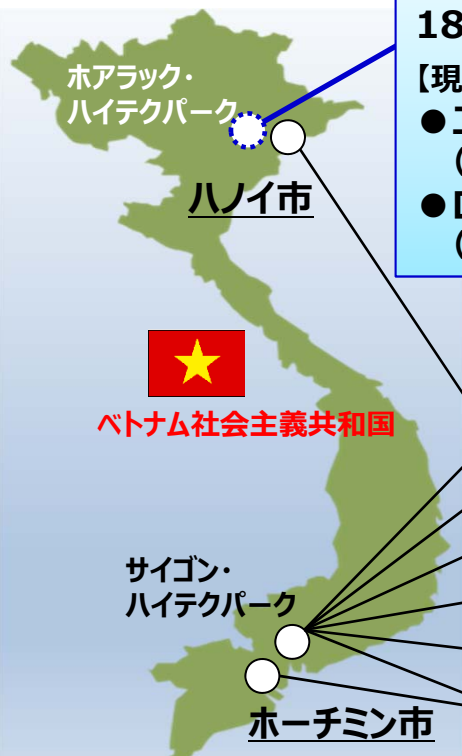 18
【現
●
●
ホアラック・
ハイテクパーク
ハノイ市
ベトナム社会主義共和国
サイゴン・
ハイテクパーク
ホーチミン市